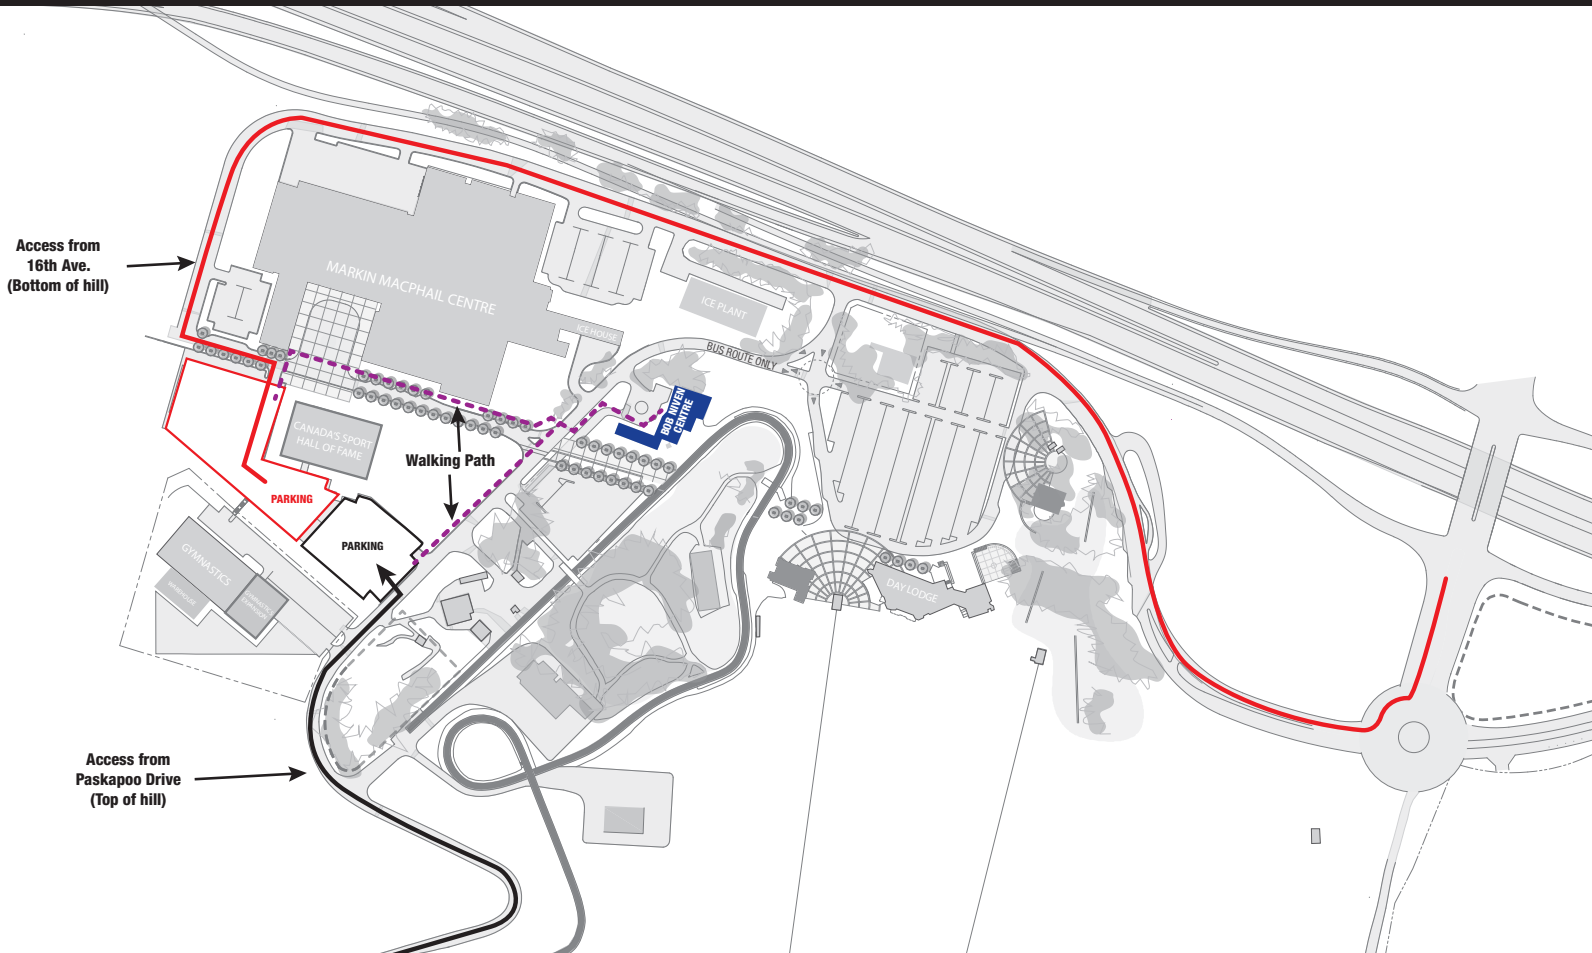 Access from
16th Ave.
(Bottom of hill)
MARKIN MACPHAIL CENTRE
ICE HOUSE
ICE PLANT
BUS ROUTE ONLY
BOB NIVEN
CENTRE
CANADA'S SPORT
HALL OF FAME
Walking Path
PARKING
PARKING
GYMNASTICS
DAY LODGE
Access from
Paskapoo Drive
(Top of hill)